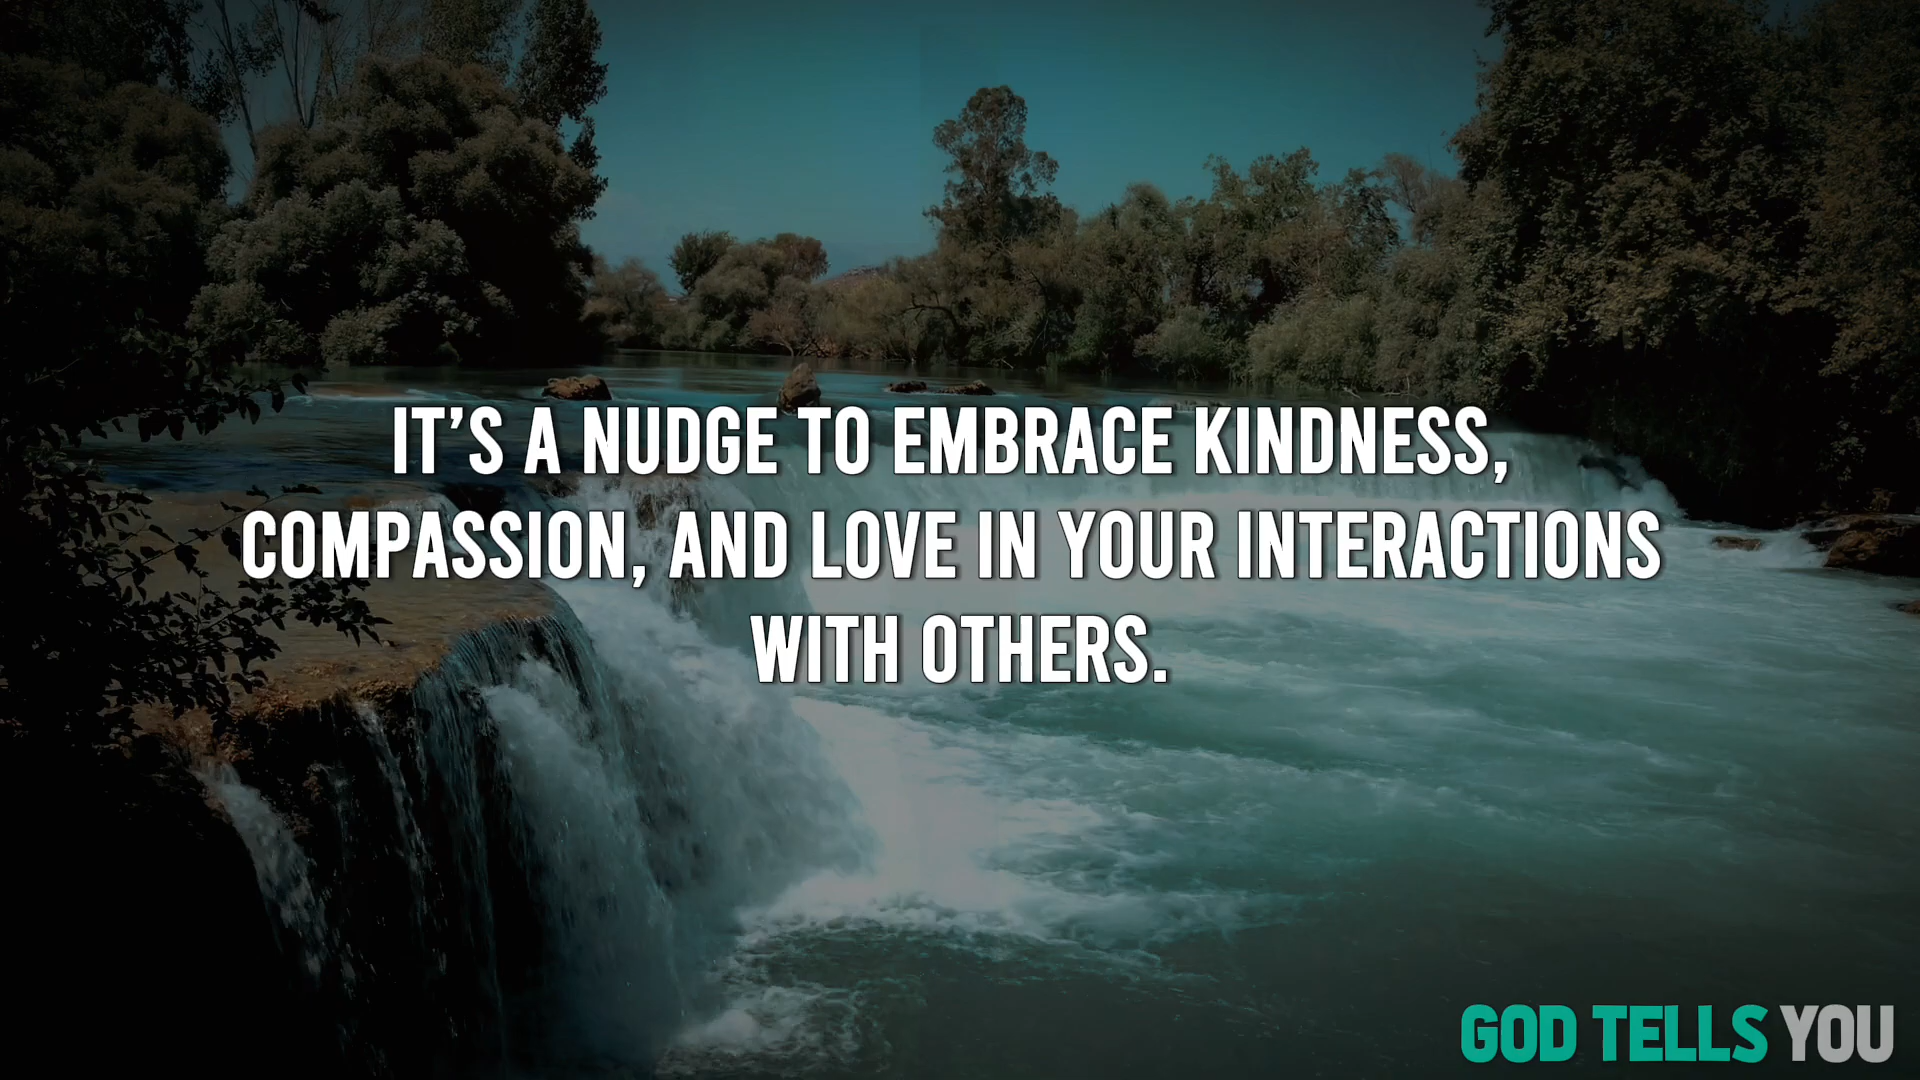 IT’S A NUDGE TO EMBRACE KINDNESS,
COMPASSION, AND LOVE IN YOUR INTERACTIONS
WITH OTHERS.
GOD TELLS YOU